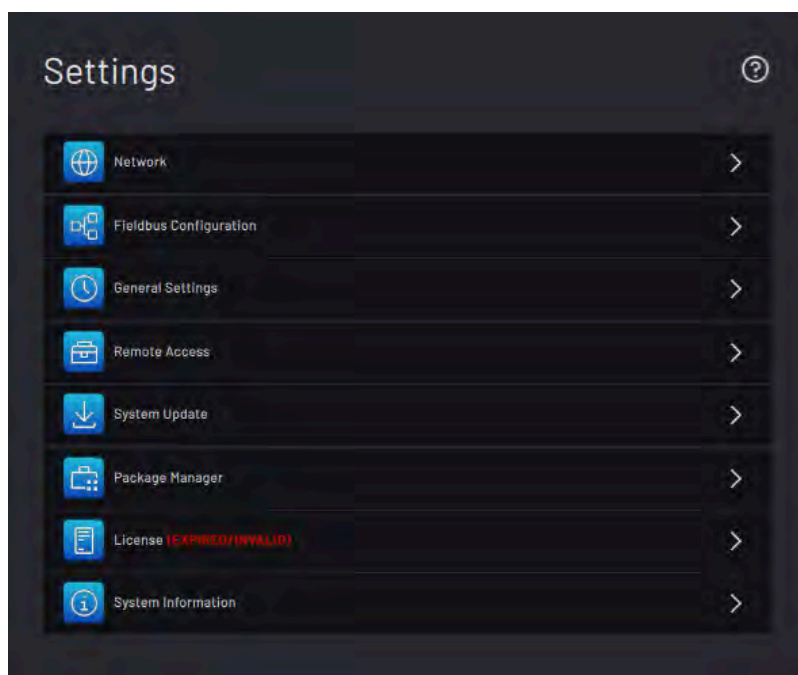 Settings
Network
Fieldbus Configuration
General Settings
Remote Access
System Update
Package Manager
License (EXPIRED/INVALID)
System Information